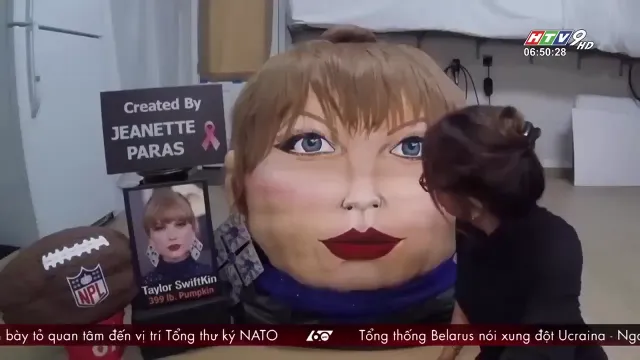 HTV9 HD
06:50:28
Created By
JEANETTE
PARAS
Taylor SwiftKin
399 lb. Pumpkin
NPL
bày tỏ quan tâm đến vị trí Tổng thư ký NATO
Tổng thống Belarus nói xung đột Ucraina - Ng